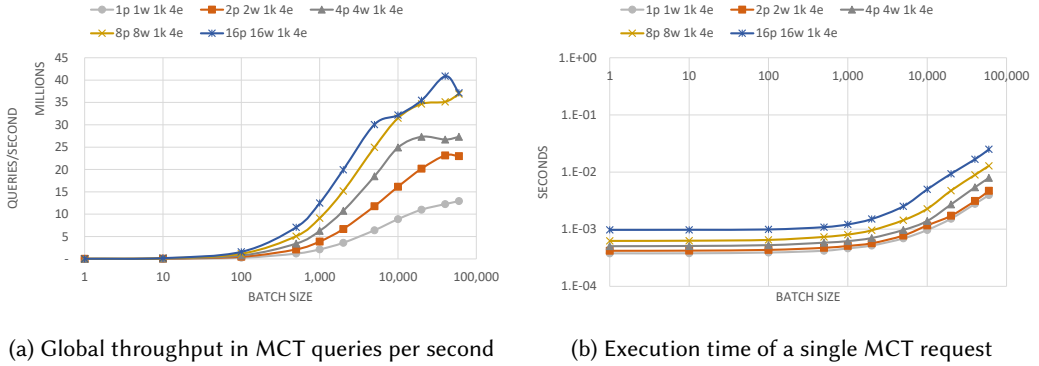 1p 1w 1k 4e 2p 2w 1k 4e 4p 4w 1k 4e
8p 8w 1k 4e 16p 16w 1k 4e
QUERIES/SECOND
MILLIONS
45
40
35
30
25
20
15
10
5
-
1 10 100 1,000 10,000 100,000
BATCH SIZE
(a) Global throughput in MCT queries per second
1p 1w 1k 4e 2p 2w 1k 4e 4p 4w 1k 4e
8p 8w 1k 4e 16p 16w 1k 4e
SECONDS
1.E+00
1.E-01
1.E-02
1.E-03
1.E-04
1 10 100 1,000 10,000 100,000
BATCH SIZE
(b) Execution time of a single MCT request